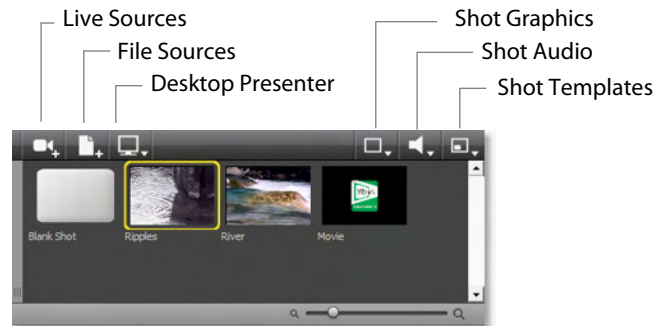 Live Sources
File Sources
Desktop Presenter
Shot Graphics
Shot Audio
Shot Templates
Blank Shot
Ripples
River
Movie